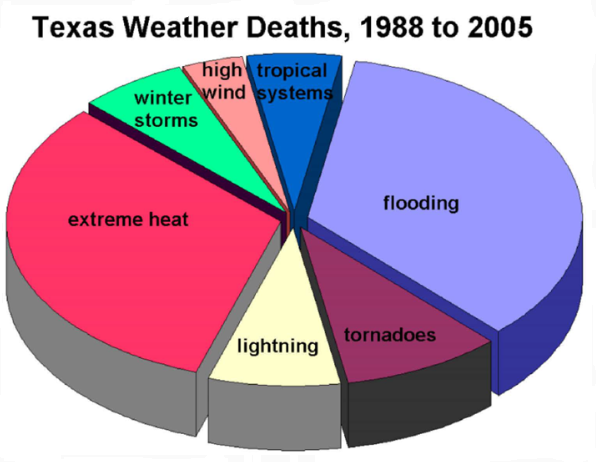 Texas Weather Deaths, 1988 to 2005
high
wind
tropical
systems
winter
storms
flooding
extreme heat
tornadoes
lightning